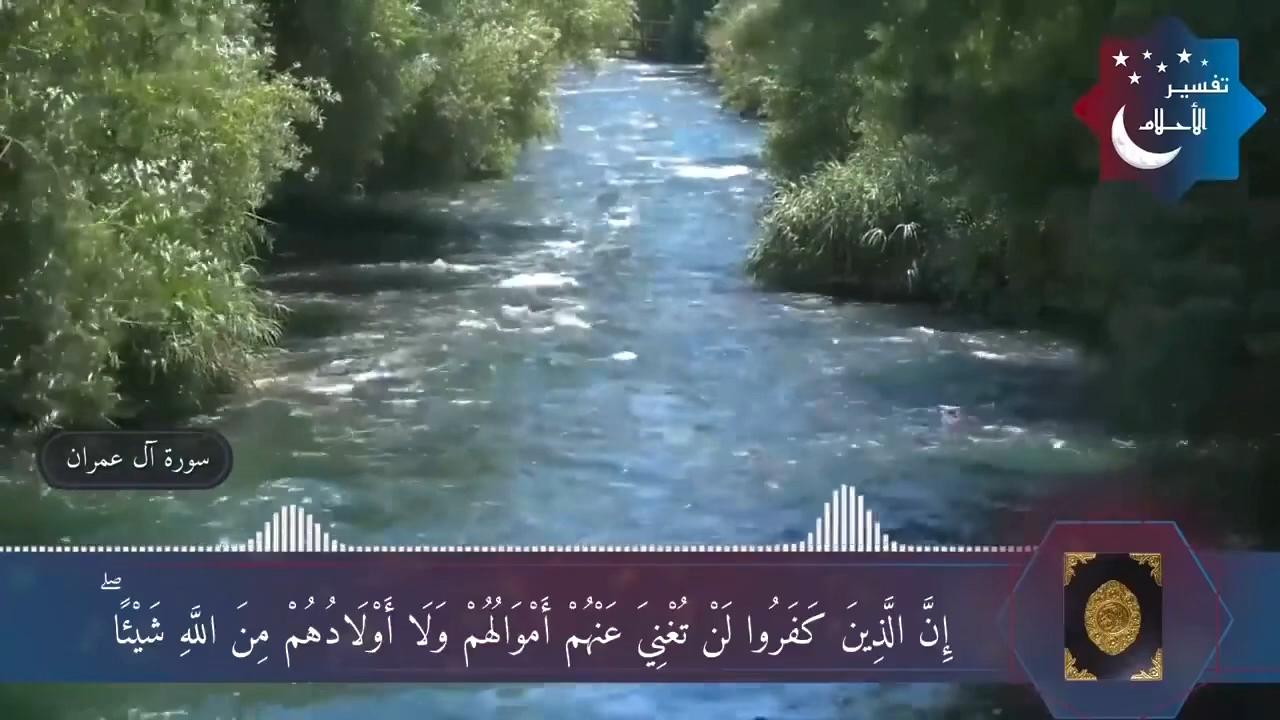 تفسير
الأحلام
سورة آل عمران
إِنَّ الَّذِينَ كَفَرُوا لَنْ تُغْنِيَ عَنْهُمْ أَمْوَالُهُمْ وَلَا أَوْلَادُهُمْ مِنَ اللَّهِ شَيْئًا ۖ